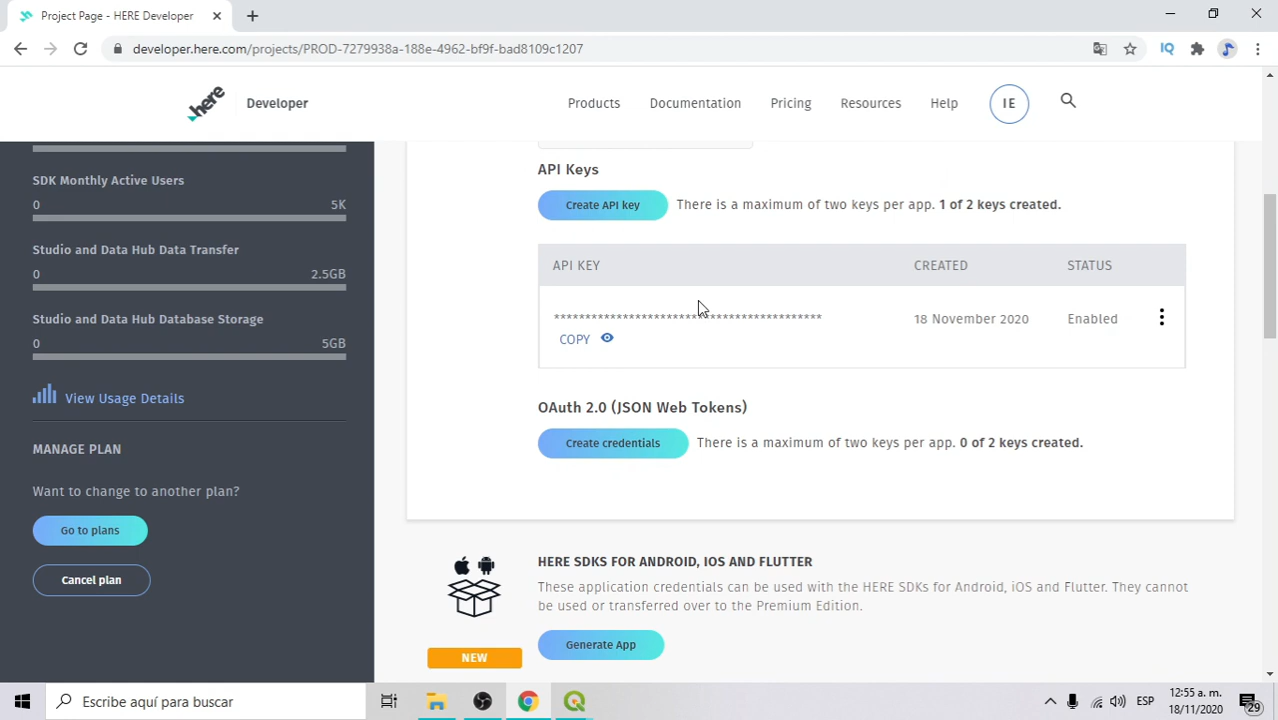 Project Page - HERE Developer
developer.here.com/projects/PROD-7279938a-188e-4962-bf9f-bad8109c1207
IQ
here Developer
Products Documentation Pricing Resources Help IE
SDK Monthly Active Users
0 5K
Studio and Data Hub Data Transfer
0 2.5GB
Studio and Data Hub Database Storage
0 5GB
View Usage Details
MANAGE PLAN
Want to change to another plan?
Go to plans
Cancel plan
API Keys
Create API key There is a maximum of two keys per app. 1 of 2 keys created.
API KEY CREATED STATUS
******************************************* 18 November 2020 Enabled
COPY
OAuth 2.0 (JSON Web Tokens)
Create credentials There is a maximum of two keys per app. 0 of 2 keys created.
NEW
HERE SDKS FOR ANDROID, IOS AND FLUTTER
These application credentials can be used with the HERE SDKs for Android, iOS and Flutter. They cannot
be used or transferred over to the Premium Edition.
Generate App
Escribe aquí para buscar
ESP
12:55 a. m.
18/11/2020
29